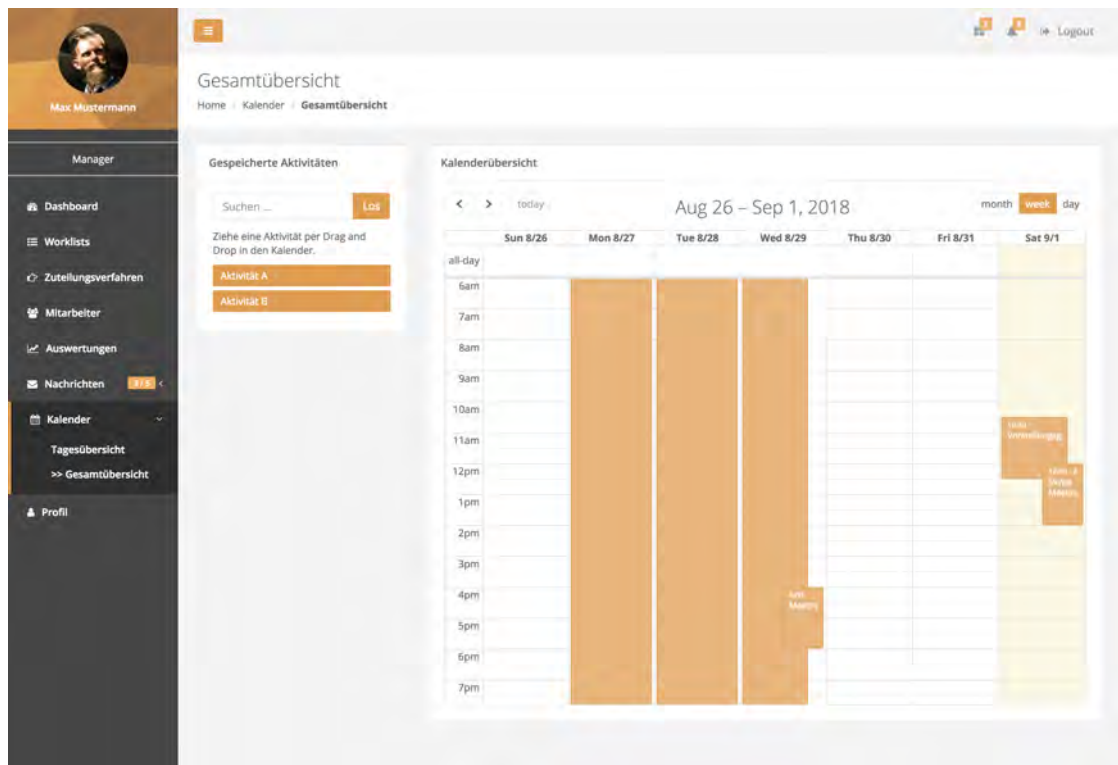 Logout
Max Mustermann
Manager
Dashboard
Worklists
Zuteilungsverfahren
Mitarbeiter
Auswertungen
Nachrichten
Kalender
Tagesübersicht
>> Gesamtübersicht
Profil
Gesamtübersicht
Home / Kalender / Gesamtübersicht
Gespeicherte Aktivitäten
Suchen ... Los
Ziehe eine Aktivität per Drag and
Drop in den Kalender.
Aktivität A
Aktivität B
Kalenderübersicht
< > today Aug 26 – Sep 1, 2018 month week day
Sun 8/26 Mon 8/27 Tue 8/28 Wed 8/29 Thu 8/30 Fri 8/31 Sat 9/1
all-day
6am
7am
8am
9am
10am
11am
12pm
1pm
2pm
3pm
4pm
5pm
6pm
7pm